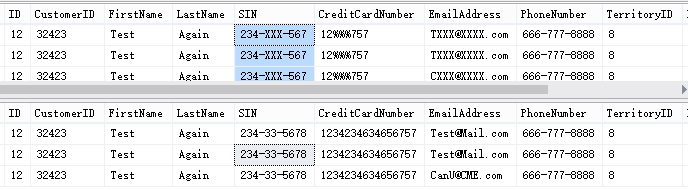 ID CustomerID FirstName LastName SIN CreditCardNumber EmailAddress PhoneNumber TerritoryID
12 32423 Test Again 234-XXX-567 12%%%757 TXXX@XXXX.com 666-777-8888 8
12 32423 Test Again 234-XXX-567 12%%%757 TXXX@XXXX.com 666-777-8888 8
12 32423 Test Again 234-XXX-567 12%%%757 CXXX@XXXX.com 666-777-8888 8
ID CustomerID FirstName LastName SIN CreditCardNumber EmailAddress PhoneNumber TerritoryID
12 32423 Test Again 234-33-5678 1234234634656757 Test@Mail.com 666-777-8888 8
12 32423 Test Again 234-33-5678 1234234634656757 Test@Mail.com 666-777-8888 8
12 32423 Test Again 234-33-5678 1234234634656757 CanU@CME.com 666-777-8888 8